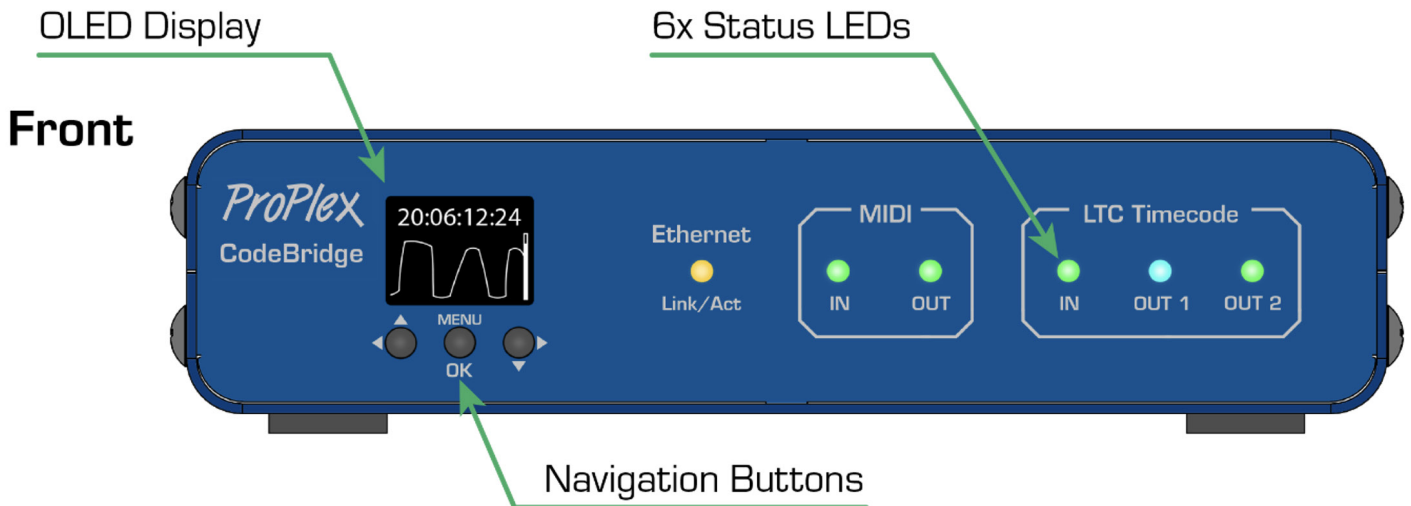 OLED Display
6x Status LEDs
Front
ProPlex
CodeBridge
20:06:12:24
MENU
OK
Ethernet
Link/Act
MIDI
IN OUT
LTC Timecode
IN OUT 1 OUT 2
Navigation Buttons